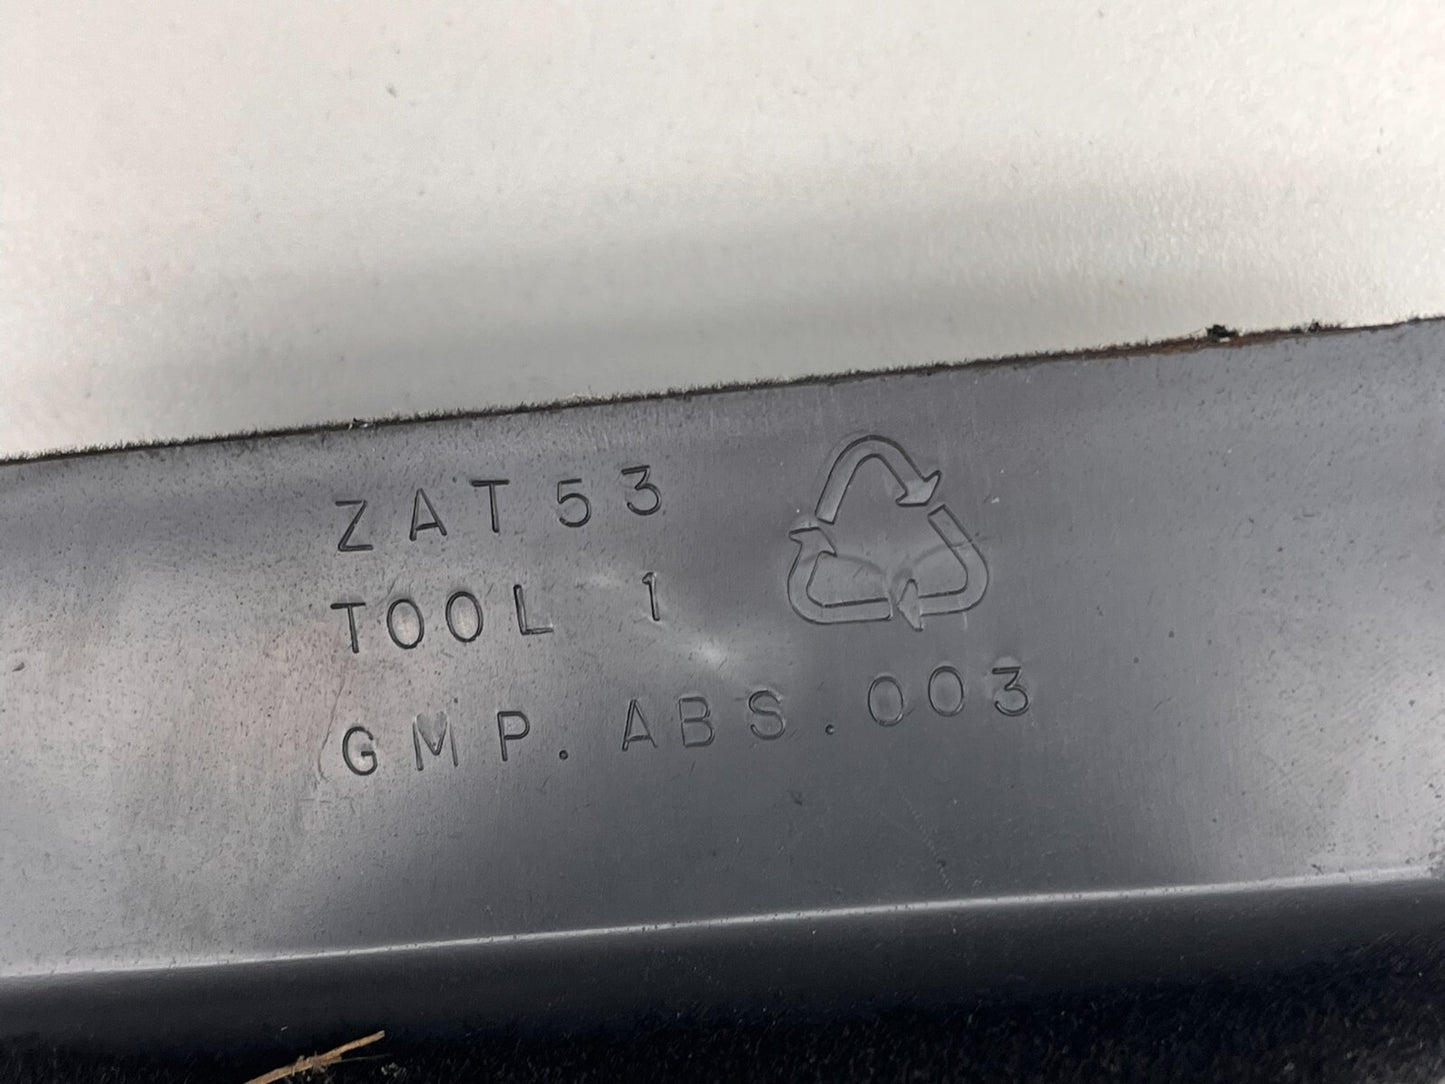 ZAT53
TOOL 1
GMP.ABS.003